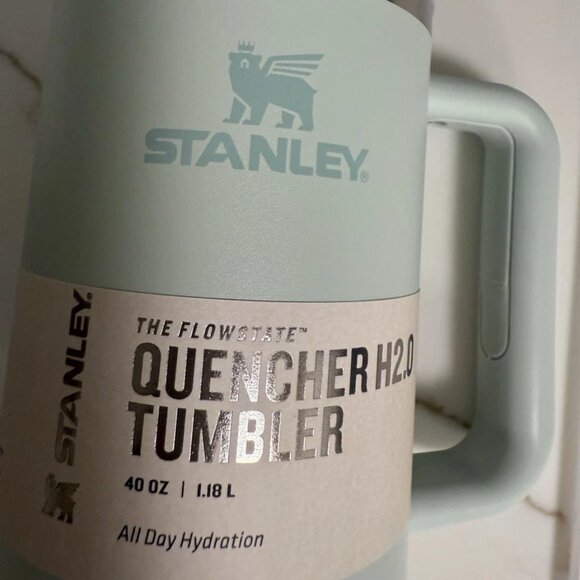 STANLEY®
THE FLOWSTATE™
QUENCHER H2.0
TUMBLER
40 OZ | 1.18 L
All Day Hydration
STANLEY®